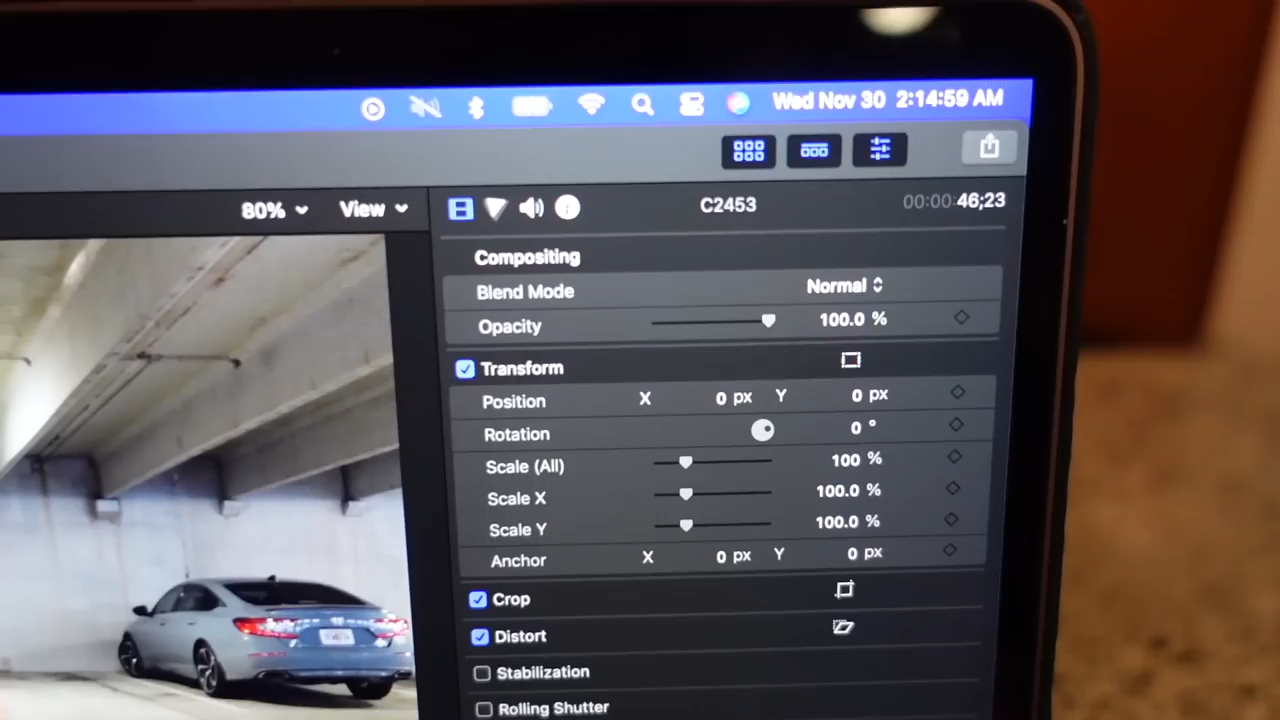 Wed Nov 30 2:14:59 AM
80% View
C2453 00:00:46;23
Compositing
Blend Mode Normal
Opacity 100.0 %
Transform
Position X 0 px Y 0 px
Rotation 0 °
Scale (All) 100 %
Scale X 100.0 %
Scale Y 100.0 %
Anchor X 0 px Y 0 px
Crop
Distort
Stabilization
Rolling Shutter